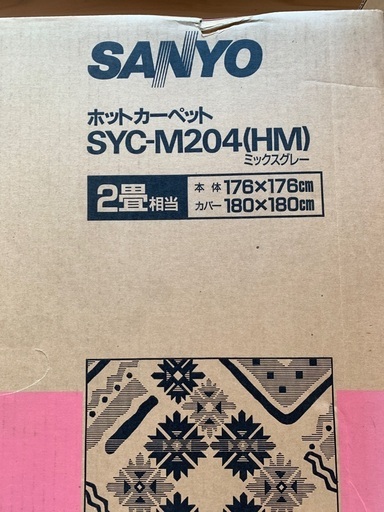 SANYO
ホットカーペット
SYC-M204(HM)
ミックスグレー
2畳相当
本体 176×176cm
カバー 180×180cm